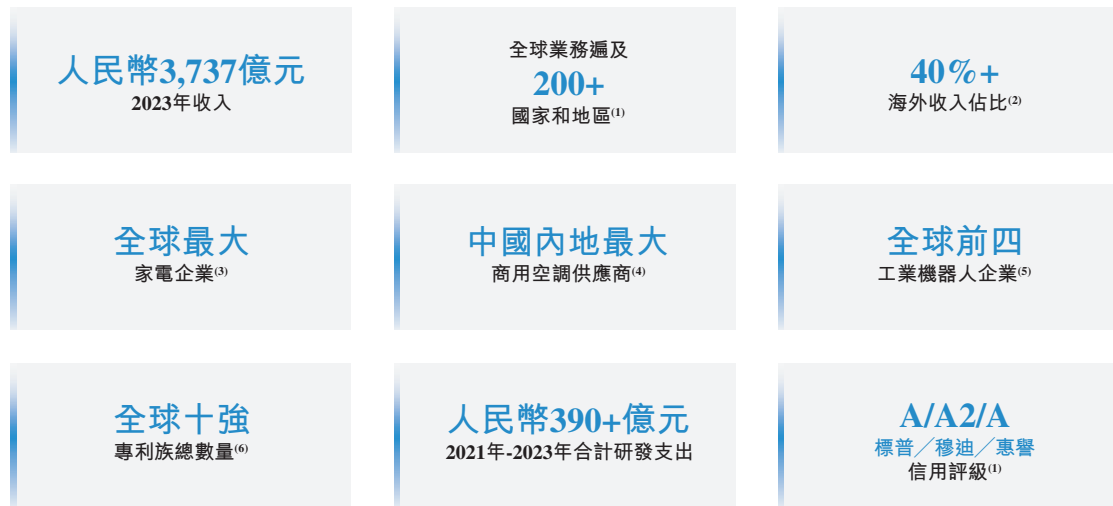 人民幣3,737億元
2023年收入
全球業務遍及
200+
國家和地區(1)
40%+
海外收入佔比(2)
全球最大
家電企業(3)
中國內地最大
商用空調供應商(4)
全球前四
工業機器人企業(5)
全球十強
專利族總數量(6)
人民幣390+億元
2021年-2023年合計研發支出
A/A2/A
標普╱穆迪╱惠譽
信用評級(1)